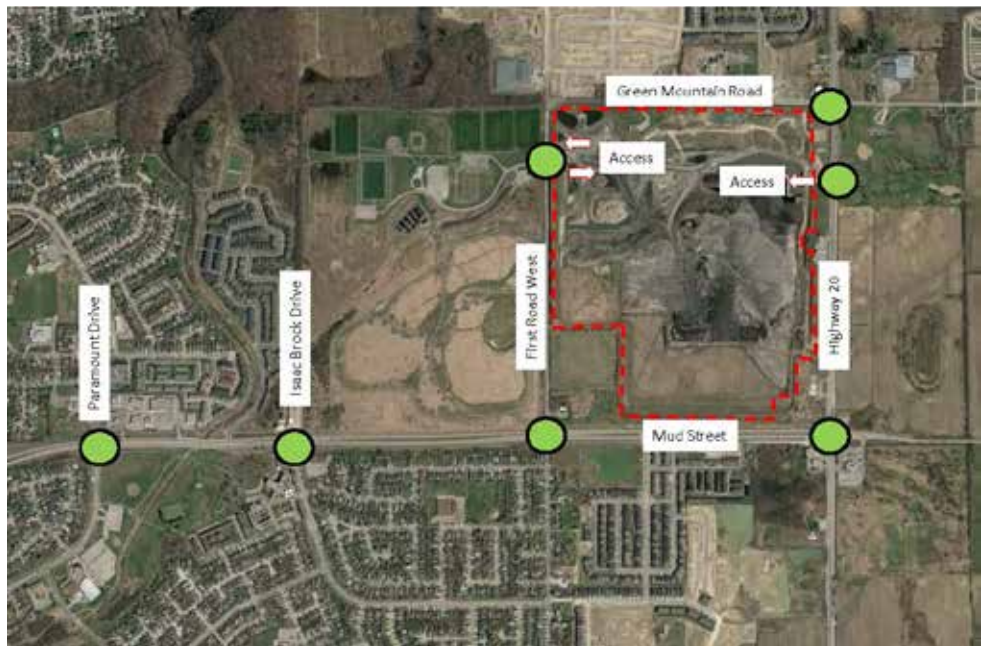 Green Mountain Road
Access
Access
Paramount Drive
Isaac Brock Drive
First Road West
Highway 20
Mud Street